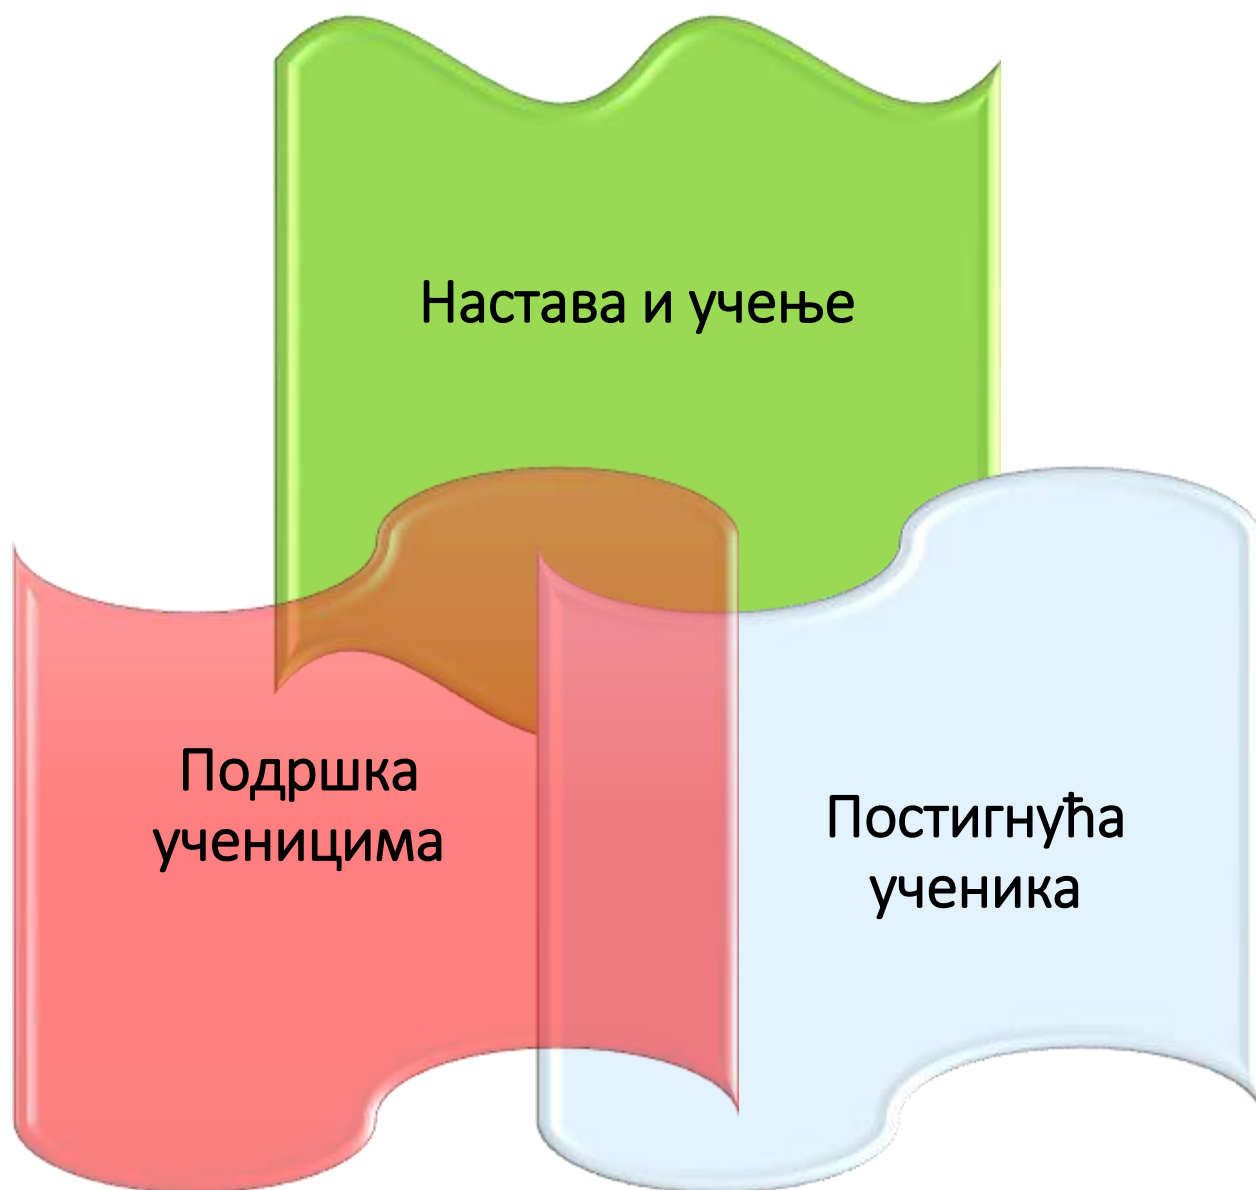 Настава и учење
Подршка
ученицима
Постигнућа
ученика